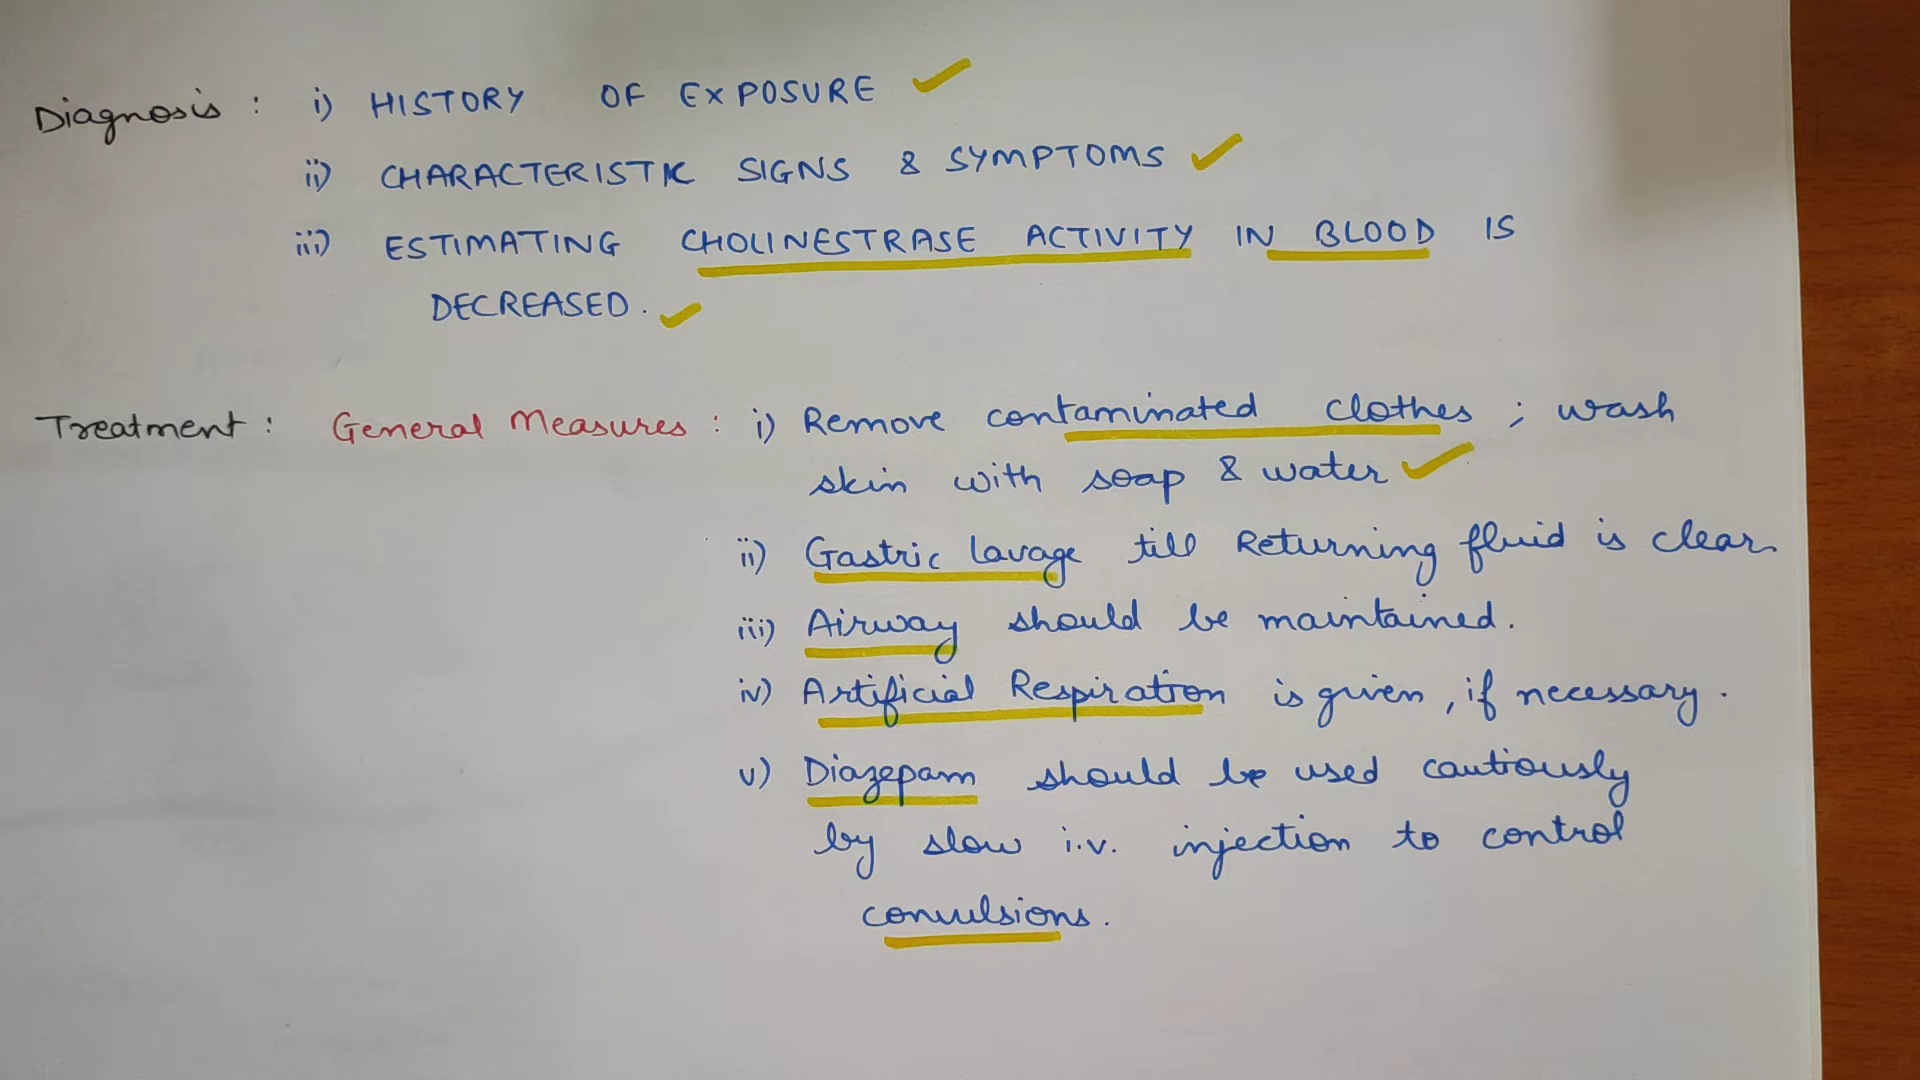 Diagnosis : i) HISTORY OF EXPOSURE
ii) CHARACTERISTIC SIGNS & SYMPTOMS
iii) ESTIMATING CHOLINESTRASE ACTIVITY IN BLOOD IS
DECREASED.
Treatment : General Measures : i) Remove contaminated clothes ; wash
skin with soap & water
ii) Gastric lavage till Returning fluid is clear
iii) Airway should be maintained.
iv) Artificial Respiration is given, if necessary.
v) Diazepam should be used cautiously
by slow i.v. injection to control
convulsions.